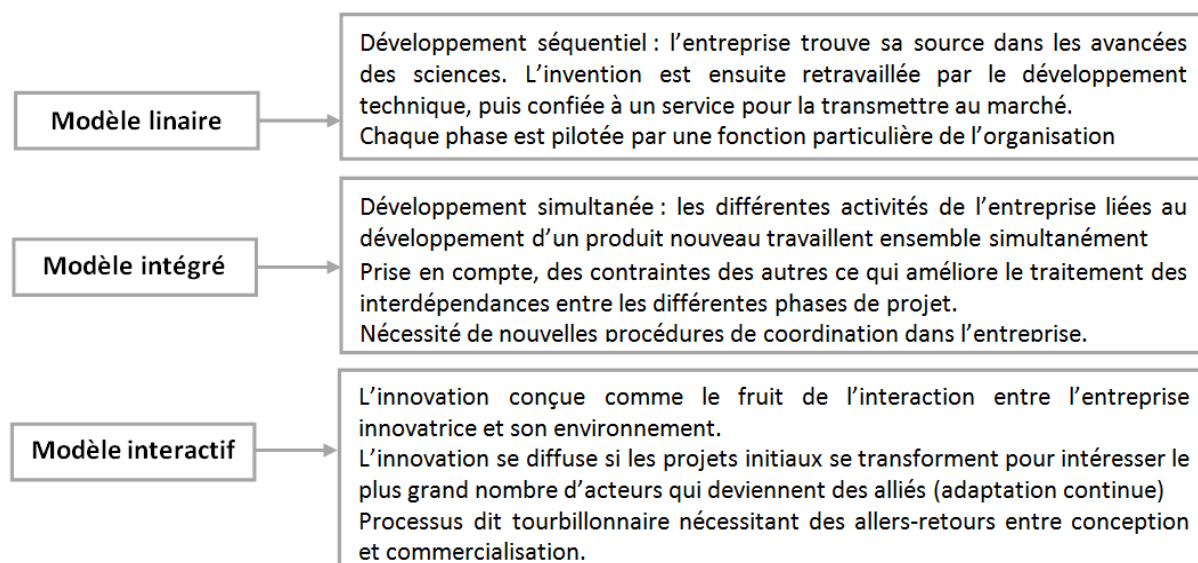 Modèle linaire
Développement séquentiel : l'entreprise trouve sa source dans les avancées
des sciences. L'invention est ensuite retravaillée par le développement
technique, puis confiée à un service pour la transmettre au marché.
Chaque phase est pilotée par une fonction particulière de l'organisation
Modèle intégré
Développement simultanée : les différentes activités de l'entreprise liées au
développement d'un produit nouveau travaillent ensemble simultanément
Prise en compte, des contraintes des autres ce qui améliore le traitement des
interdépendances entre les différentes phases de projet.
Nécessité de nouvelles procédures de coordination dans l'entreprise.
Modèle interactif
L'innovation conçue comme le fruit de l'interaction entre l'entreprise
innovatrice et son environnement.
L'innovation se diffuse si les projets initiaux se transforment pour intéresser le
plus grand nombre d'acteurs qui deviennent des alliés (adaptation continue)
Processus dit tourbillonnaire nécessitant des allers-retours entre conception
et commercialisation.